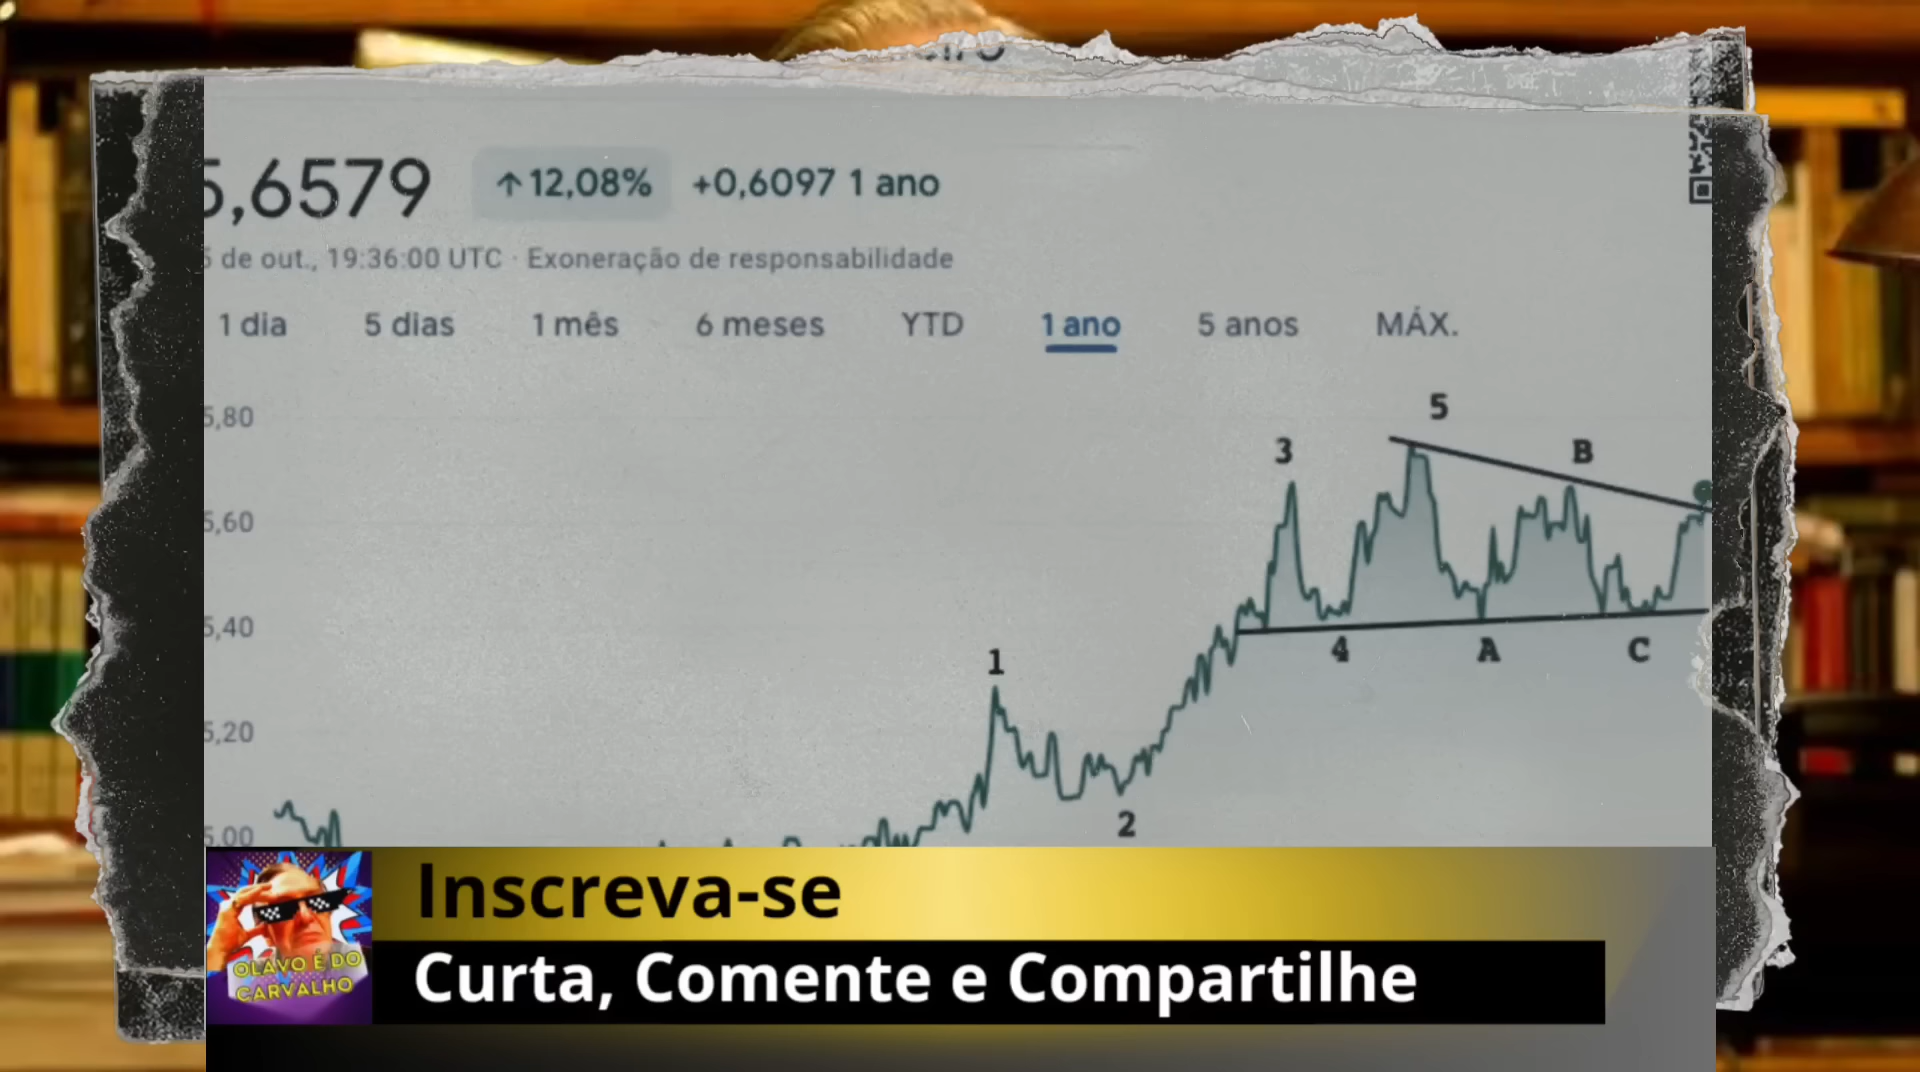 5,6579 ↑12,08% +0,6097 1 ano
5 de out., 19:36:00 UTC · Exoneração de responsabilidade
1 dia 5 dias 1 mês 6 meses YTD 1 ano 5 anos MÁX.
5,80
5
3
B
5,60
5,40
4
A
C
1
5,20
2
5,00
Inscreva-se
OLAVO É DO
CARVALHO
Curta, Comente e Compartilhe